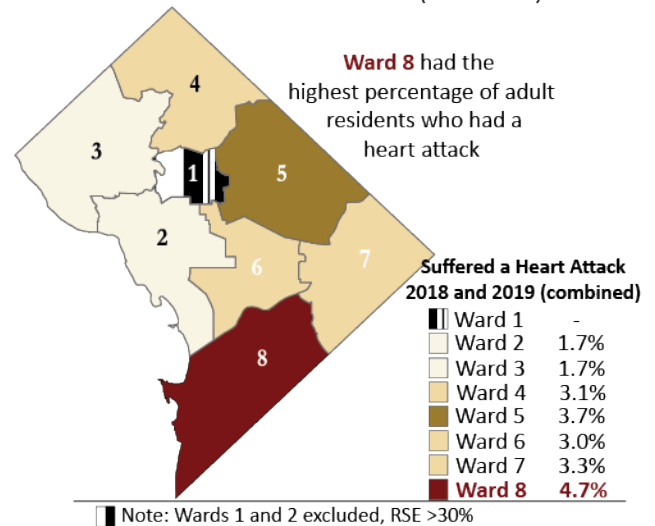 Ward 8 had the
highest percentage of adult
residents who had a
heart attack
4
3
1
5
2
6
7
8
Suffered a Heart Attack
2018 and 2019 (combined)
Ward 1 -
Ward 2 1.7%
Ward 3 1.7%
Ward 4 3.1%
Ward 5 3.7%
Ward 6 3.0%
Ward 7 3.3%
Ward 8 4.7%
Note: Wards 1 and 2 excluded, RSE >30%